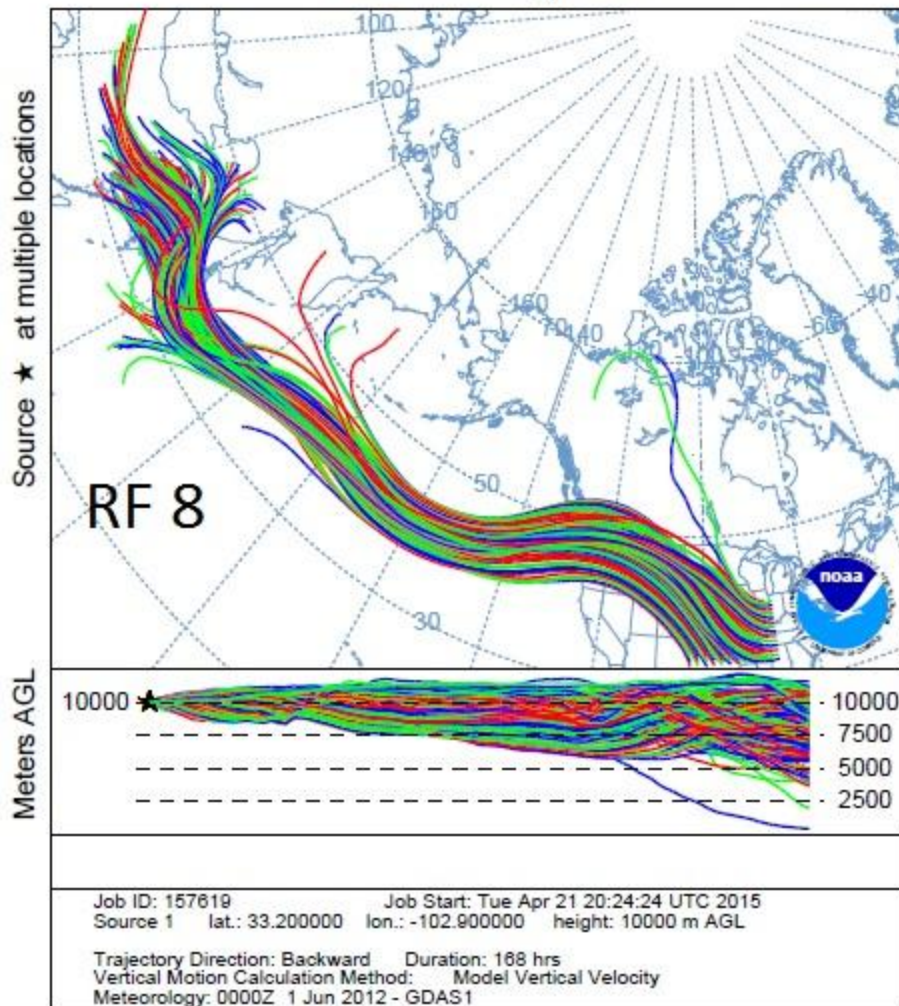 Source ★ at multiple locations
100
120
140
160
-160
-140
-40
-60
50
30
RF 8
noaa
Meters AGL
10000
10000
7500
5000
2500
Job ID: 157619 Job Start: Tue Apr 21 20:24:24 UTC 2015
Source 1 lat.: 33.200000 lon.: -102.900000 height: 10000 m AGL
Trajectory Direction: Backward Duration: 168 hrs
Vertical Motion Calculation Method: Model Vertical Velocity
Meteorology: 0000Z 1 Jun 2012 - GDAS1